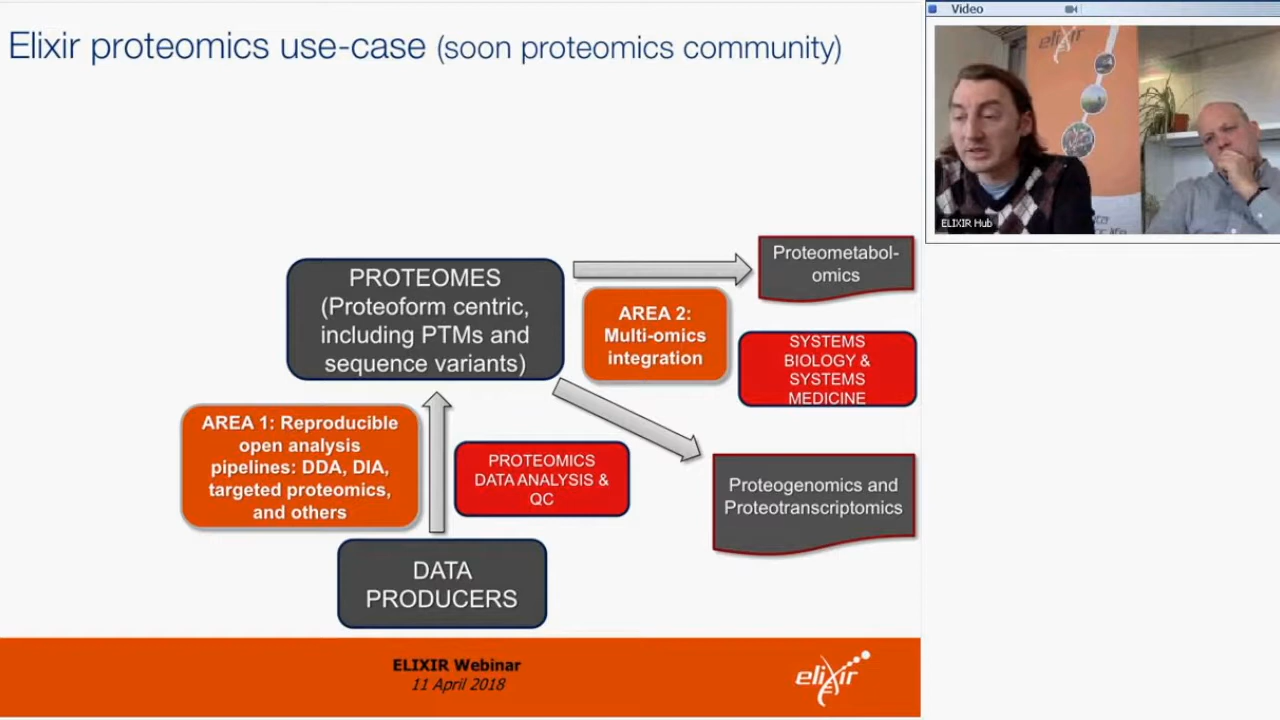 Elixir proteomics use-case (soon proteomics community)
Video
elixir
ELIXIR Hub
PROTEOMES
(Proteoform centric,
including PTMs and
sequence variants)
AREA 2:
Multi-omics
integration
Proteometabol-
omics
SYSTEMS
BIOLOGY &
SYSTEMS
MEDICINE
AREA 1: Reproducible
open analysis
pipelines: DDA, DIA,
targeted proteomics,
and others
PROTEOMICS
DATA ANALYSIS &
QC
Proteogenomics and
Proteotranscriptomics
DATA
PRODUCERS
ELIXIR Webinar
11 April 2018
elixir